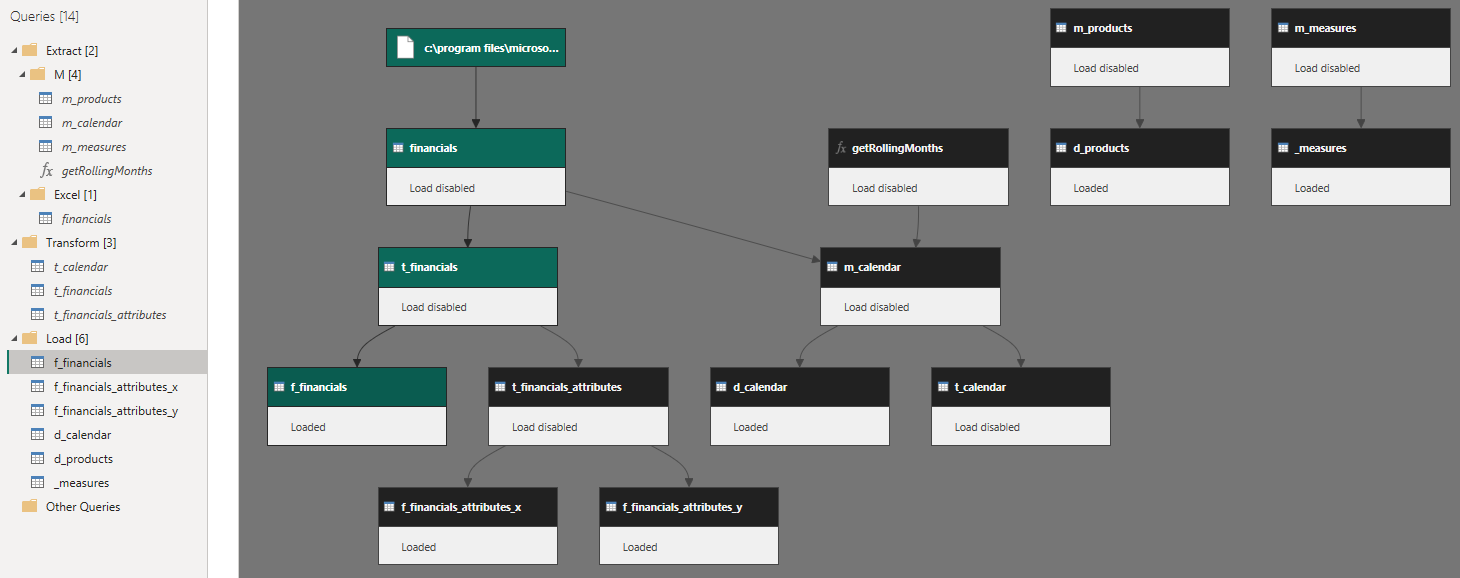 Queries [14]
Extract [2]
M [4]
m_products
m_calendar
m_measures
fx getRollingMonths
Excel [1]
financials
Transform [3]
t_calendar
t_financials
t_financials_attributes
Load [6]
f_financials
f_financials_attributes_x
f_financials_attributes_y
d_calendar
d_products
_measures
Other Queries
c:\program files\microso...
m_products
Load disabled
m_measures
Load disabled
financials
Load disabled
fx getRollingMonths
Load disabled
d_products
Loaded
_measures
Loaded
t_financials
Load disabled
m_calendar
Load disabled
f_financials
Loaded
t_financials_attributes
Load disabled
d_calendar
Loaded
t_calendar
Load disabled
f_financials_attributes_x
Loaded
f_financials_attributes_y
Loaded